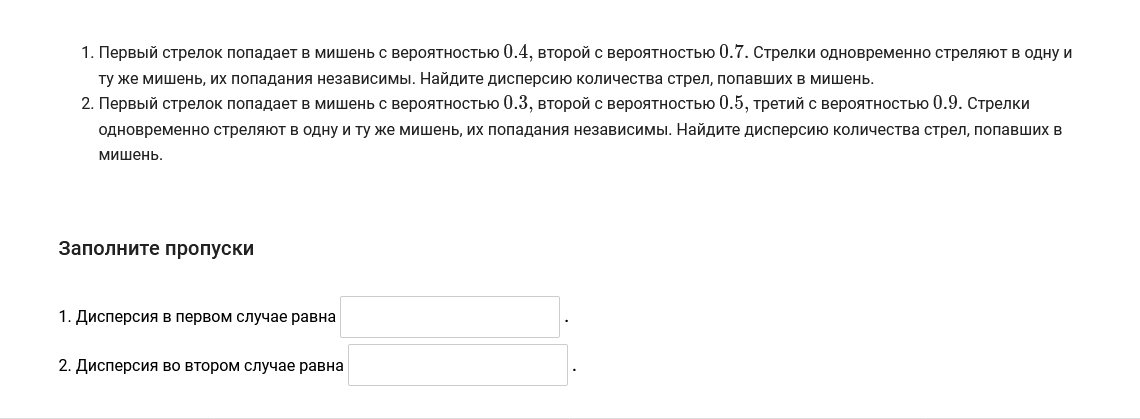 1. Первый стрелок попадает в мишень с вероятностью 0.4, второй с вероятностью 0.7. Стрелки одновременно стреляют в одну и
ту же мишень, их попадания независимы. Найдите дисперсию количества стрел, попавших в мишень.
2. Первый стрелок попадает в мишень с вероятностью 0.3, второй с вероятностью 0.5, третий с вероятностью 0.9. Стрелки
одновременно стреляют в одну и ту же мишень, их попадания независимы. Найдите дисперсию количества стрел, попавших в
мишень.
Заполните пропуски
1. Дисперсия в первом случае равна .
2. Дисперсия во втором случае равна .